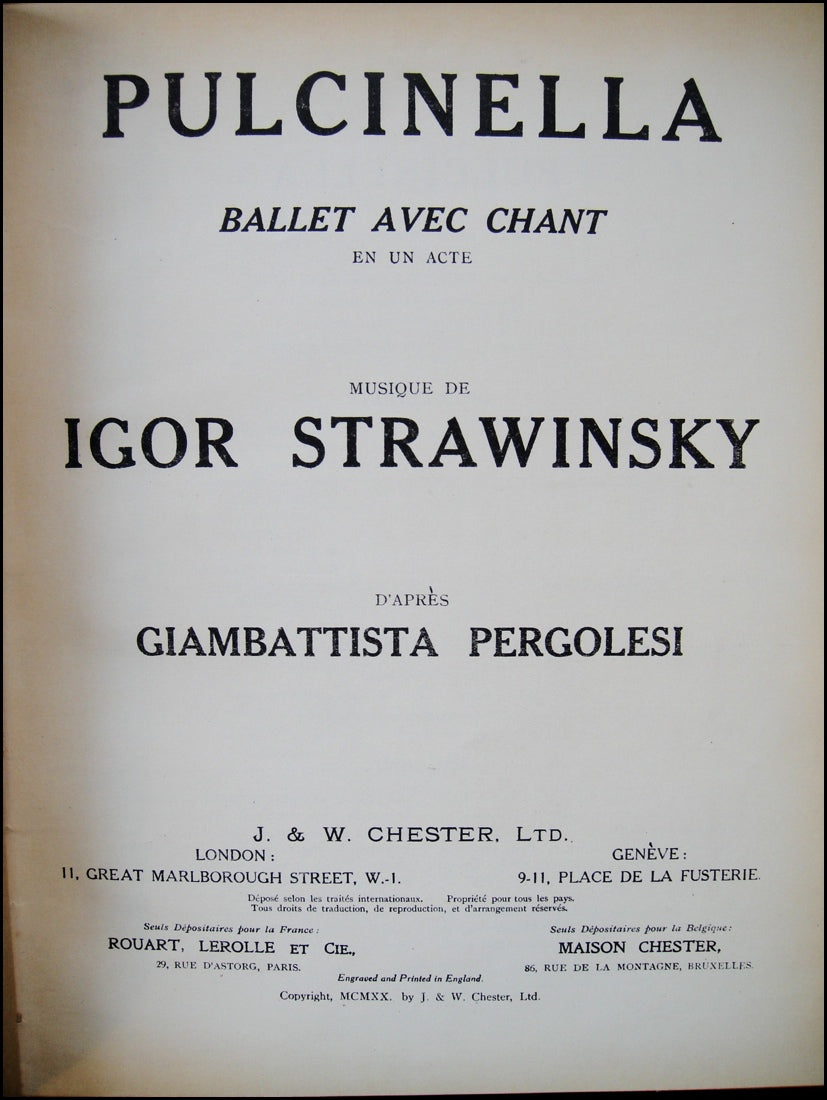 PULCINELLA
BALLET AVEC CHANT
EN UN ACTE
MUSIQUE DE
IGOR STRAWINSKY
D'APRÈS
GIAMBATTISTA PERGOLESI
J. & W. CHESTER, LTD.
LONDON:
11, GREAT MARLBOROUGH STREET, W.-1.
GENÈVE:
9-11, PLACE DE LA FUSTERIE.
Déposé selon les traités internationaux. Propriété pour tous les pays.
Tous droits de traduction, de reproduction, et d'arrangement réservés.
Seuls Dépositaires pour la France:
ROUART, LEROLLE ET CIE.,
29, RUE D'ASTORG, PARIS.
Seuls Dépositaires pour la Belgique:
MAISON CHESTER,
86, RUE DE LA MONTAGNE, BRUXELLES.
Engraved and Printed in England.
Copyright, MCMXX. by J. & W. Chester, Ltd.